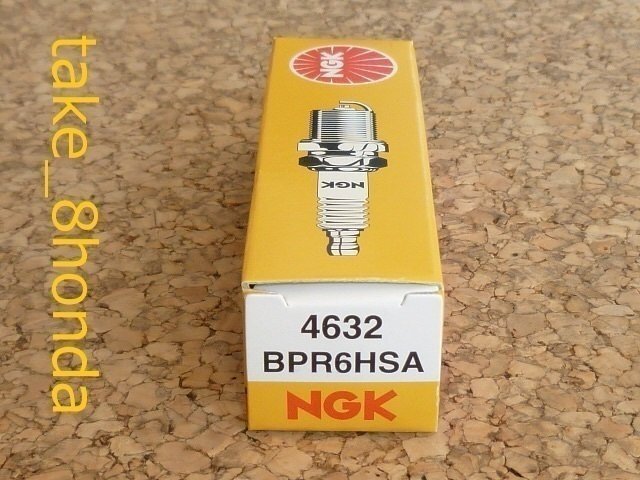 take_8honda
NGK
NGK
4632
BPR6HSA
NGK